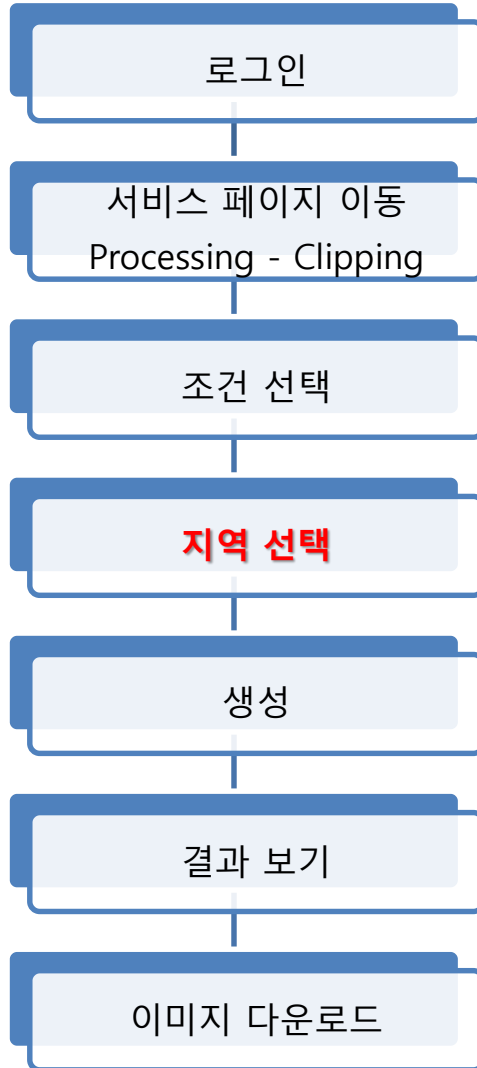 로그인
서비스 페이지 이동
Processing - Clipping
조건 선택
지역 선택
생성
결과 보기
이미지 다운로드